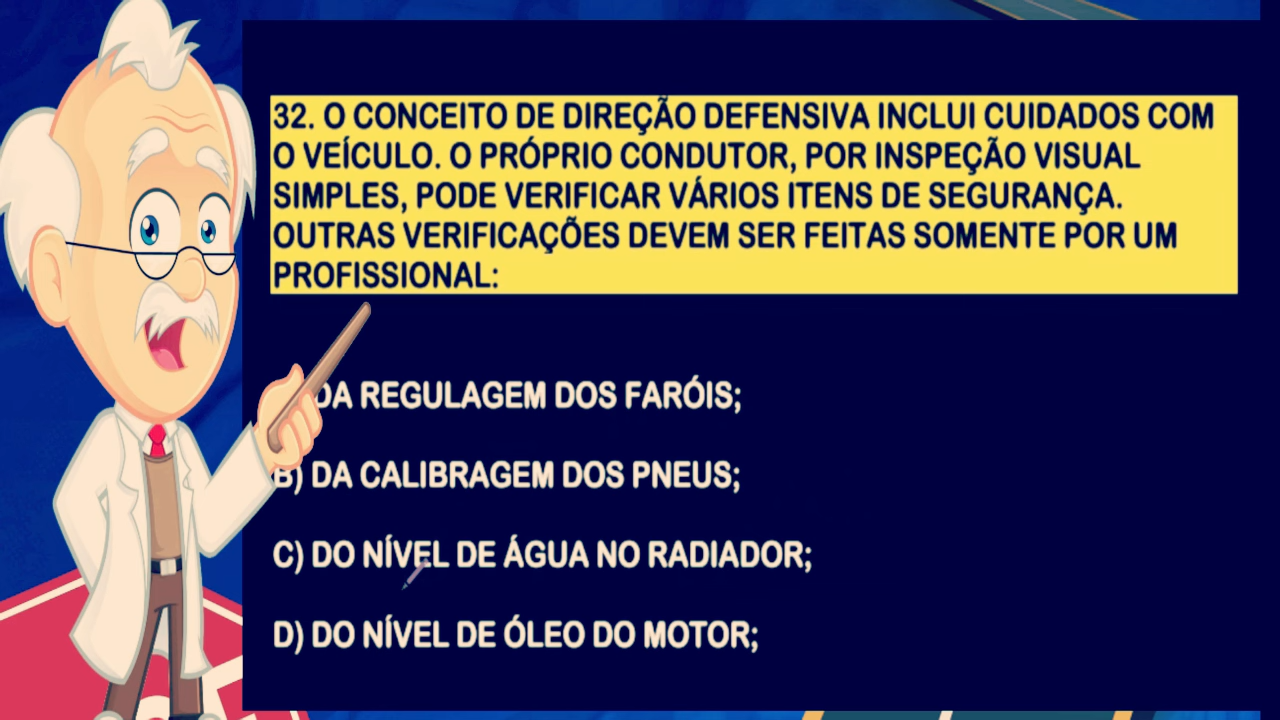 32. O CONCEITO DE DIREÇÃO DEFENSIVA INCLUI CUIDADOS COM
O VEÍCULO. O PRÓPRIO CONDUTOR, POR INSPEÇÃO VISUAL
SIMPLES, PODE VERIFICAR VÁRIOS ITENS DE SEGURANÇA.
OUTRAS VERIFICAÇÕES DEVEM SER FEITAS SOMENTE POR UM
PROFISSIONAL:
DA REGULAGEM DOS FARÓIS;
B) DA CALIBRAGEM DOS PNEUS;
C) DO NÍVEL DE ÁGUA NO RADIADOR;
D) DO NÍVEL DE ÓLEO DO MOTOR;